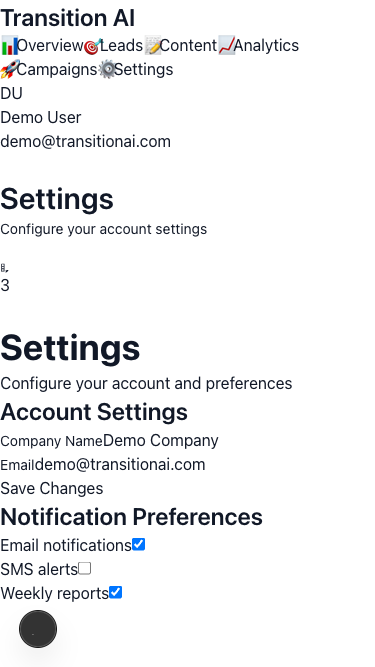 Transition AI
📊Overview🎯Leads📝Content📈Analytics
🚀Campaigns⚙️Settings
DU
Demo User
demo@transitionai.com
Settings
Configure your account settings
3
Settings
Configure your account and preferences
Account Settings
Company NameDemo Company
Emaildemo@transitionai.com
Save Changes
Notification Preferences
Email notifications
SMS alerts
Weekly reports